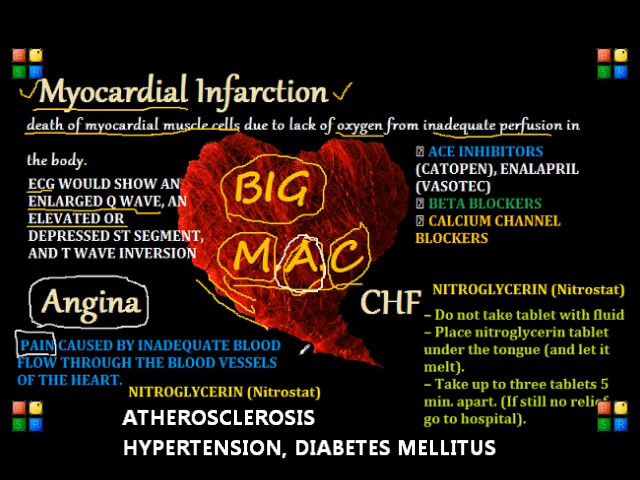 B
S R
B
S R
Myocardial Infarction
death of myocardial muscle cells due to lack of oxygen from inadequate perfusion in
the body.
ECG WOULD SHOW AN
ENLARGED Q WAVE, AN
ELEVATED OR
DEPRESSED ST SEGMENT,
AND T WAVE INVERSION
BIG
M.A.C
ACE INHIBITORS
(CATOPEN), ENALAPRIL
(VASOTEC)
BETA BLOCKERS
CALCIUM CHANNEL
BLOCKERS
Angina
CHF
PAIN CAUSED BY INADEQUATE BLOOD
FLOW THROUGH THE BLOOD VESSELS
OF THE HEART.
NITROGLYCERIN (Nitrostat)
NITROGLYCERIN (Nitrostat)
– Do not take tablet with fluid
– Place nitroglycerin tablet
under the tongue (and let it
melt).
– Take up to three tablets 5
min. apart. (If still no relief
go to hospital).
B
S R
B
S R
ATHEROSCLEROSIS
HYPERTENSION, DIABETES MELLITUS